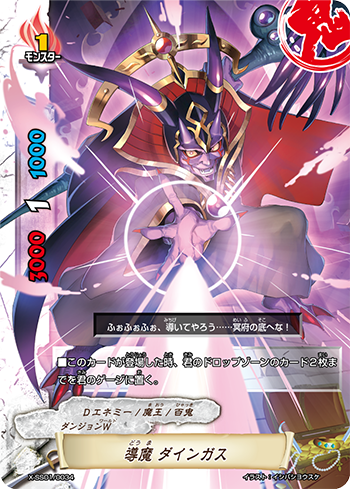 1
モンスター
鬼
1000
1
3000
ふぉぉふぉふぉ、導いてやろう……冥府の底へな！
■このカードが登場した時、君のドロップゾーンのカード2枚ま
でを君のゲージに置く。
Dエネミー/魔王/百鬼
ダンジョンW
導魔 ダインガス
X-SS01/0034
イラスト:イシバシヨウスケ